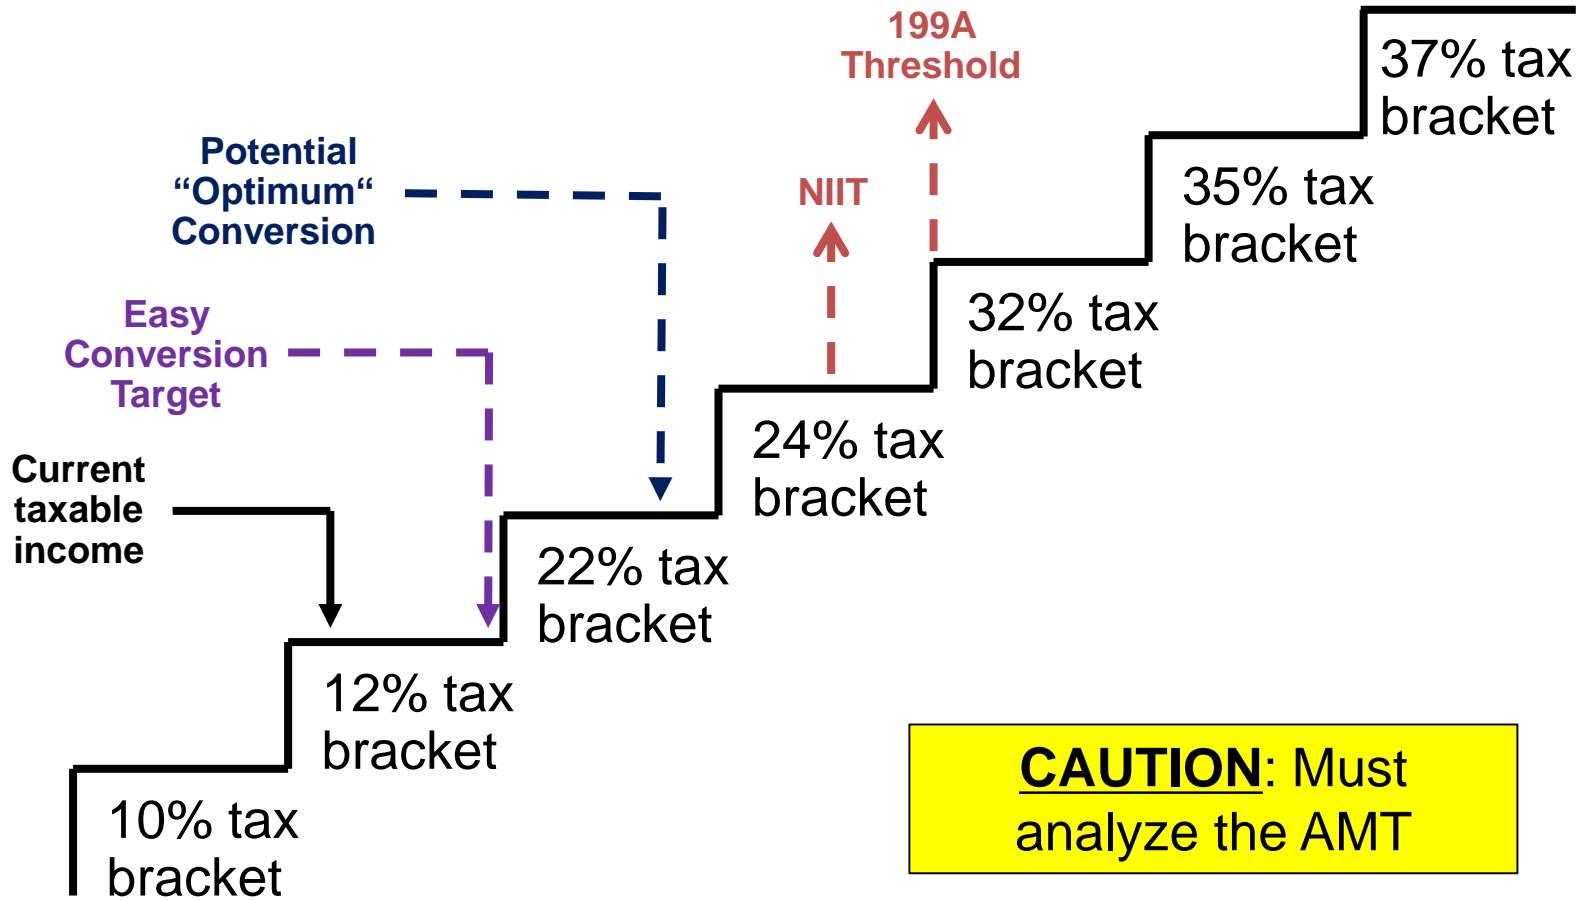 199A
Threshold
37% tax
bracket
Potential
“Optimum“
Conversion
NIIT
35% tax
bracket
Easy
Conversion
Target
32% tax
bracket
Current
taxable
income
24% tax
bracket
22% tax
bracket
12% tax
bracket
10% tax
bracket
CAUTION: Must
analyze the AMT